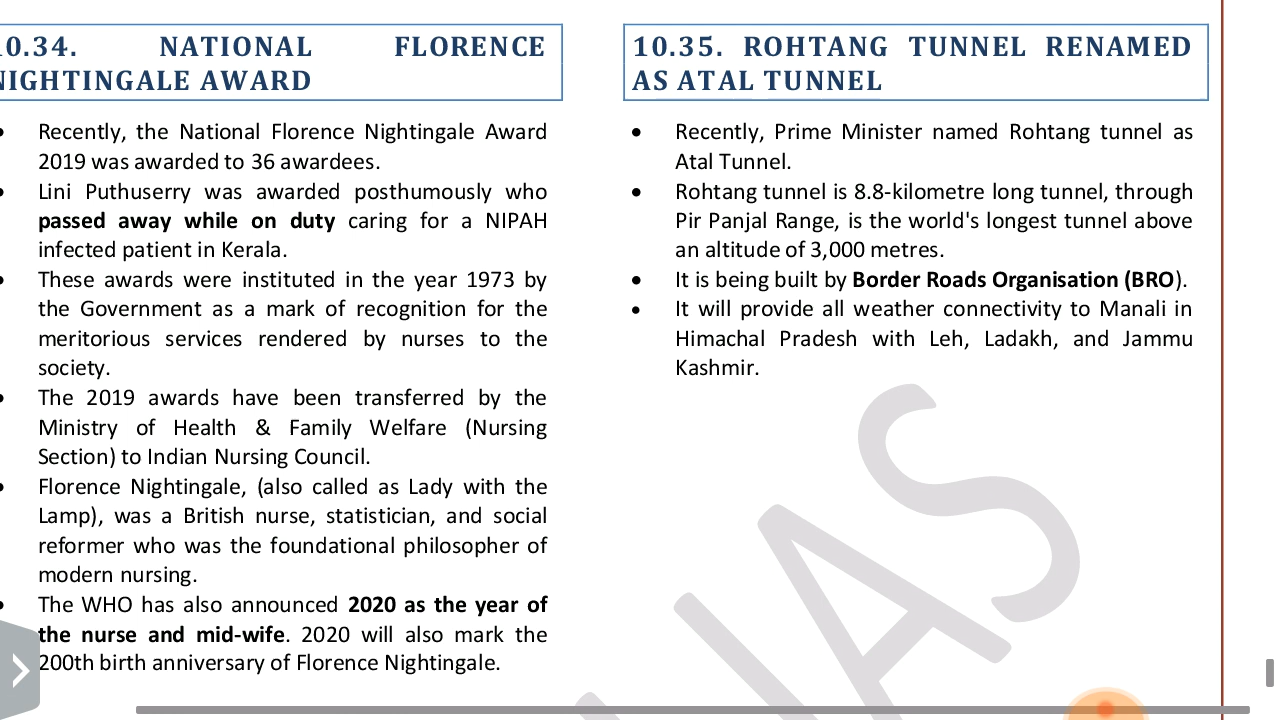 10.34. NATIONAL FLORENCE
NIGHTINGALE AWARD
• Recently, the National Florence Nightingale Award
2019 was awarded to 36 awardees.
• Lini Puthuserry was awarded posthumously who
passed away while on duty caring for a NIPAH
infected patient in Kerala.
• These awards were instituted in the year 1973 by
the Government as a mark of recognition for the
meritorious services rendered by nurses to the
society.
• The 2019 awards have been transferred by the
Ministry of Health & Family Welfare (Nursing
Section) to Indian Nursing Council.
• Florence Nightingale, (also called as Lady with the
Lamp), was a British nurse, statistician, and social
reformer who was the foundational philosopher of
modern nursing.
• The WHO has also announced 2020 as the year of
the nurse and mid-wife. 2020 will also mark the
200th birth anniversary of Florence Nightingale.
10.35. ROHTANG TUNNEL RENAMED
AS ATAL TUNNEL
• Recently, Prime Minister named Rohtang tunnel as
Atal Tunnel.
• Rohtang tunnel is 8.8-kilometre long tunnel, through
Pir Panjal Range, is the world's longest tunnel above
an altitude of 3,000 metres.
• It is being built by Border Roads Organisation (BRO).
• It will provide all weather connectivity to Manali in
Himachal Pradesh with Leh, Ladakh, and Jammu
Kashmir.
IAS